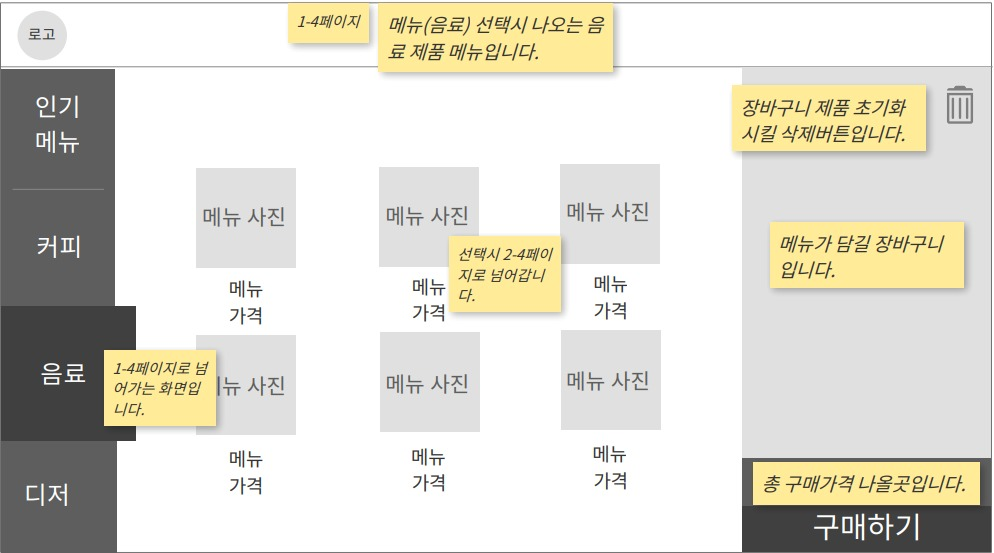 로고
1-4페이지
메뉴(음료) 선택시 나오는 음
료 제품 메뉴입니다.
인기
메뉴
커피
음료
디저
1-4페이지로 넘
어가는 화면입
니다.
메뉴 사진
메뉴
가격
메뉴 사진
메뉴
가격
메뉴 사진
메뉴
가격
선택시 2-4페이
지로 넘어갑니
다.
메뉴 사진
메뉴
가격
메뉴 사진
메뉴
가격
메뉴 사진
메뉴
가격
장바구니 제품 초기화
시킬 삭제버튼입니다.
메뉴가 담길 장바구니
입니다.
총 구매가격 나올곳입니다.
구매하기